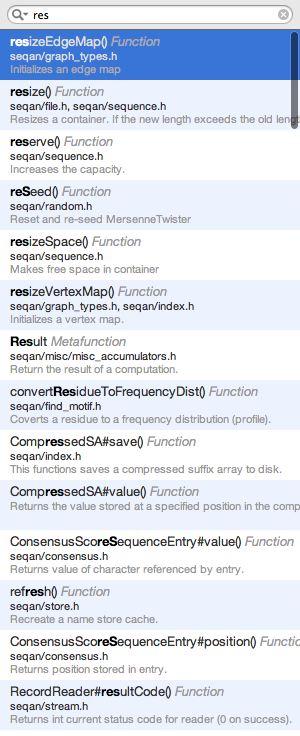 res
resizeEdgeMap() Function
seqan/graph_types.h
Initializes an edge map
resize() Function
seqan/file.h, seqan/sequence.h
Resizes a container. If the new length exceeds the old length
reserve() Function
seqan/sequence.h
Increases the capacity.
reSeed() Function
seqan/random.h
Reset and re-seed MersenneTwister
resizeSpace() Function
seqan/sequence.h
Makes free space in container
resizeVertexMap() Function
seqan/graph_types.h, seqan/index.h
Initializes a vertex map.
Result Metafunction
seqan/misc/misc_accumulators.h
Return the result of a computation.
convertResidueToFrequencyDist() Function
seqan/find_motif.h
Coverts a residue to a frequency distribution (profile).
CompressedSA#save() Function
seqan/index.h
This functions saves a compressed suffix array to disk.
CompressedSA#value() Function
Returns the value stored at a specified position in the comp
ConsensusScoreSequenceEntry#value() Function
seqan/consensus.h
Returns value of character referenced by entry.
refresh() Function
seqan/store.h
Recreate a name store cache.
ConsensusScoreSequenceEntry#position() Functio
seqan/consensus.h
Returns position stored in entry.
RecordReader#resultCode() Function
seqan/stream.h
Returns int current status code for reader (0 on success).